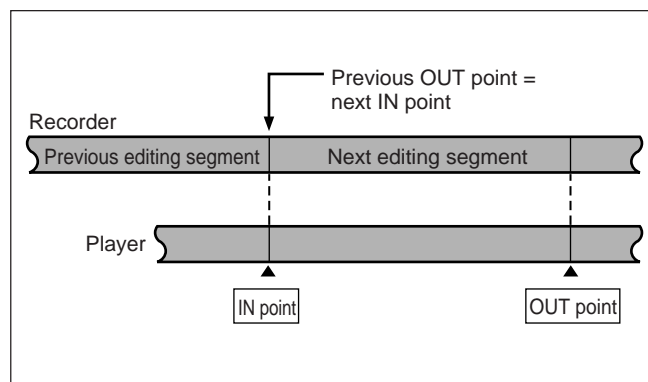 Previous OUT point =
next IN point
Recorder
Previous editing segment
Next editing segment
Player
IN point
OUT point